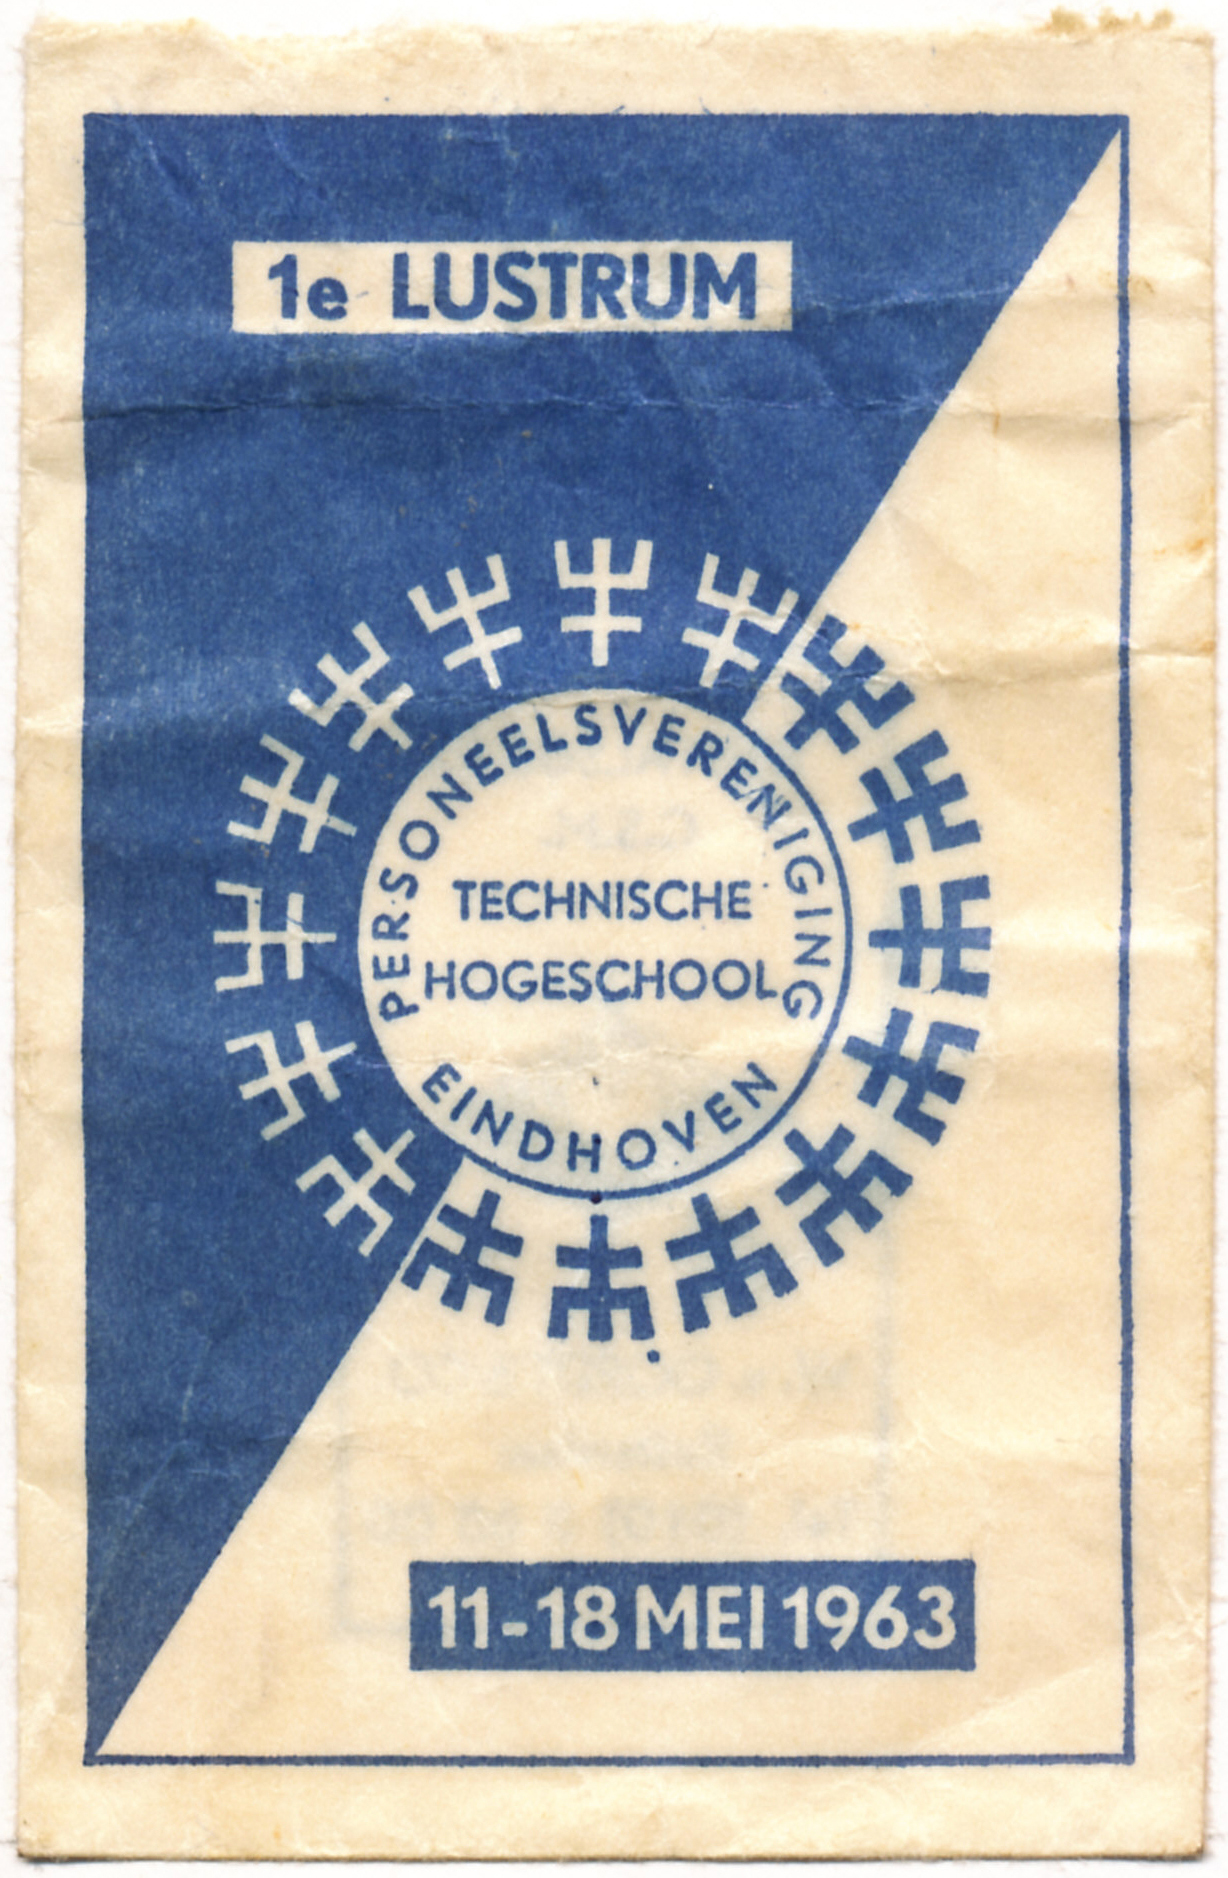 1e LUSTRUM
PERSONEELSVERENIGING
TECHNISCHE
HOGESCHOOL
EINDHOVEN
11-18 MEI 1963